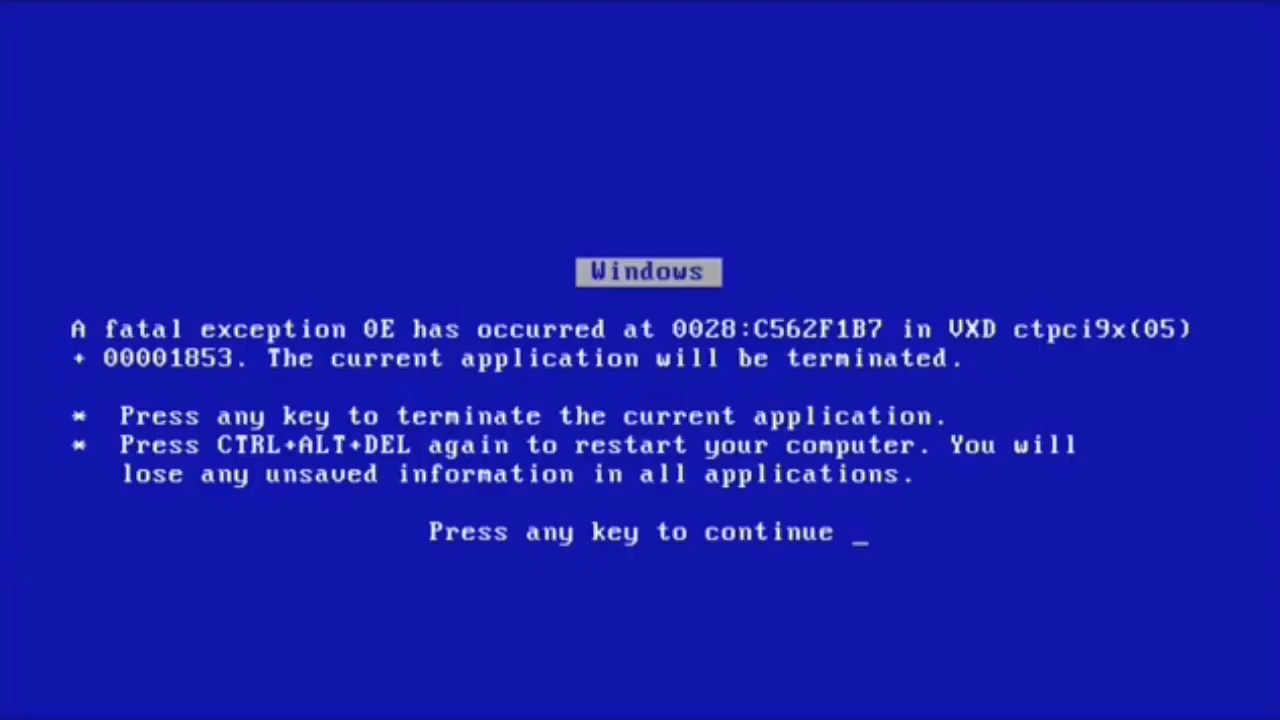 Windows
A fatal exception 0E has occurred at 0028:C562F1B7 in VXD ctpci9x(05)
+ 00001853. The current application will be terminated.
* Press any key to terminate the current application.
* Press CTRL+ALT+DEL again to restart your computer. You will
lose any unsaved information in all applications.
Press any key to continue _